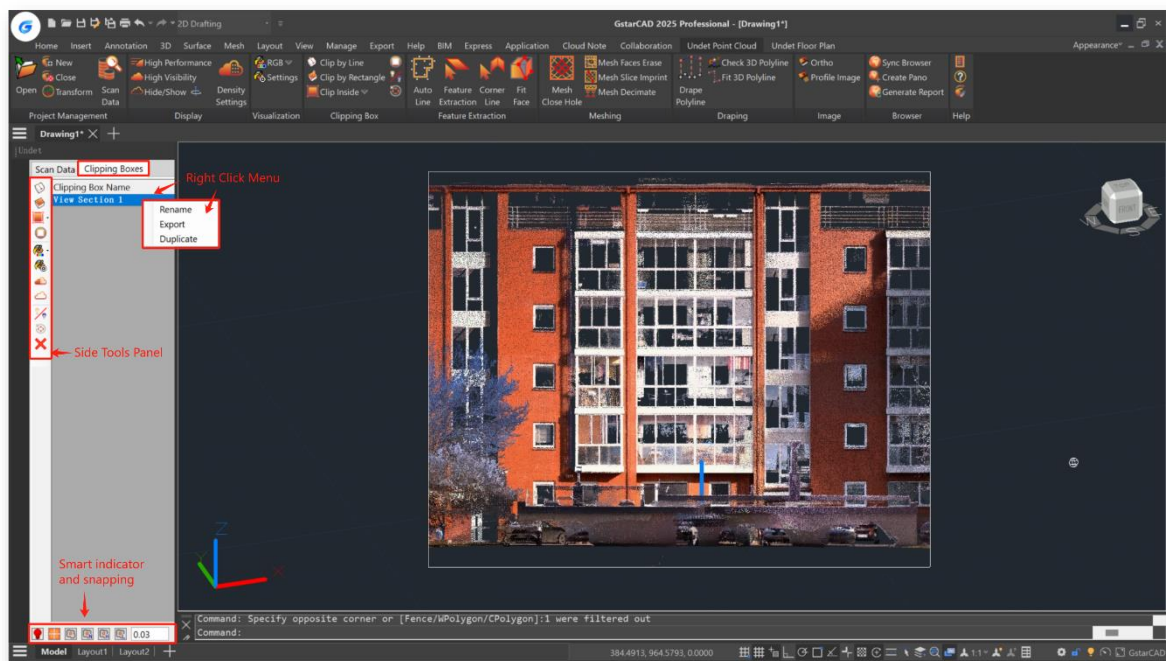 2D Drafting
GstarCAD 2025 Professional - [Drawing1*]
Home Insert Annotation 3D Surface Mesh Layout View Manage Export Help BIM Express Application Cloud Note Collaboration Undet Point Cloud Undet Floor Plan Appearance
New High Performance RGB Clip by Line Mesh Faces Erase Check 3D Polyline Ortho Sync Browser
Close High Visibility Settings Clip by Rectangle Mesh Slice Imprint Fit 3D Polyline Profile Image Create Pano
Open Transform Scan Data Hide/Show Density Settings Clip Inside Auto Line Feature Extraction Corner Line Fit Face Mesh Close Hole Mesh Decimate Drape Polyline Generate Report
Project Management Display Visualization Clipping Box Feature Extraction Meshing Draping Image Browser Help
Drawing1*
Undet
Scan Data Clipping Boxes
Clipping Box Name
View Section 1
Right Click Menu
Rename
Export
Duplicate
FRONT
Side Tools Panel
Z
Y
X
Smart indicator
and snapping
0.03
Command: Specify opposite corner or [Fence/WPolygon/CPolygon]:1 were filtered out
Command:
Model Layout1 Layout2 384.4913, 964.5793, 0.0000 1:1 GstarCAD